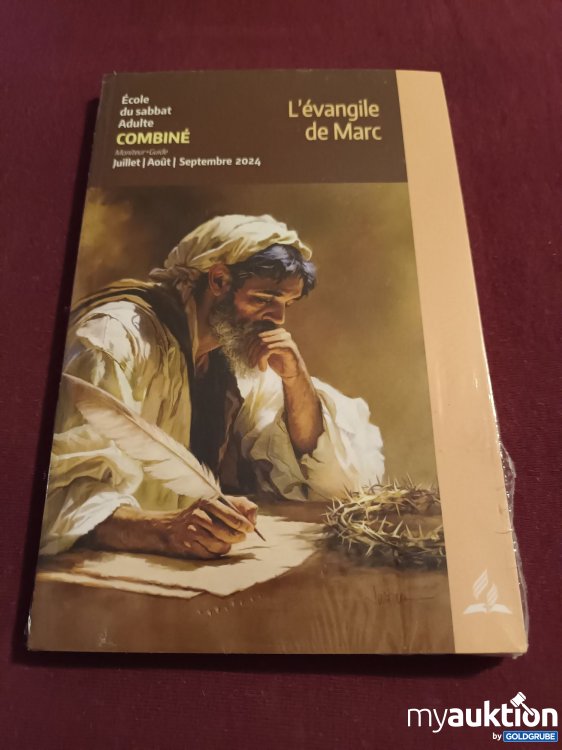 École
du sabbat
Adulte
COMBINÉ
Moniteur+Guide
Juillet | Août | Septembre 2024
L'évangile
de Marc
myauktion
by GOLDGRUBE